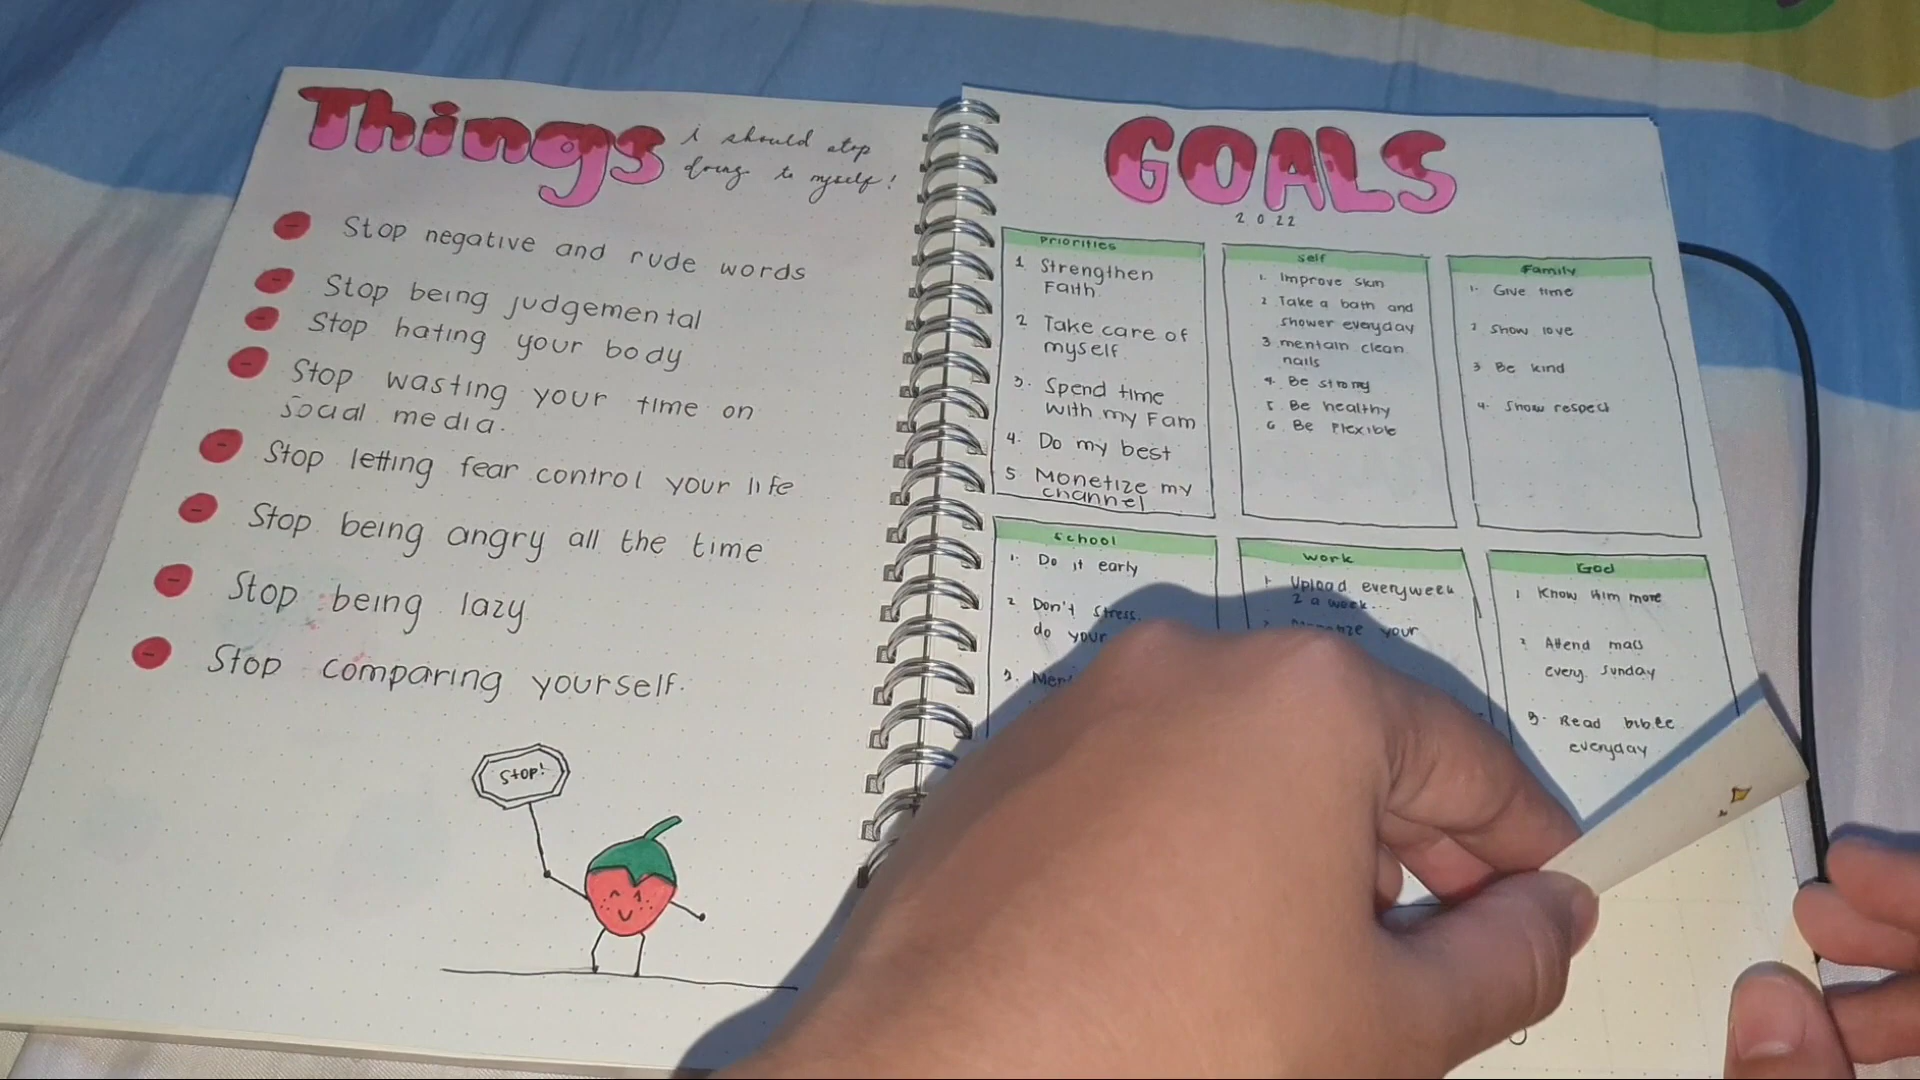 Things
i should stop
doing to myself!
- Stop negative and rude words
- Stop being judgemental
- Stop hating your body
- Stop wasting your time on
social media.
- Stop letting fear control your life
- Stop being angry all the time
- Stop being lazy
- Stop comparing yourself.
Stop!
GOALS
2022
Priorities
1 Strengthen
Faith
2 Take care of
myself
3. Spend time
with my Fam
4. Do my best
5 Monetize my
channel
Self
1. Improve skin
2 Take a bath and
shower everyday
3 mentain clean
nails
4. Be strong
5 Be healthy
6 Be Flexible
Family
1. Give time
2 Show love
3 Be kind
4. Show respect
School
1. Do it early
2 Don't stress.
do your
3.
Work
1. Upload everyweek
2 a week...
2. your
God
1 Know Him more
2 Attend mass
every sunday
3. Read bible
everyday